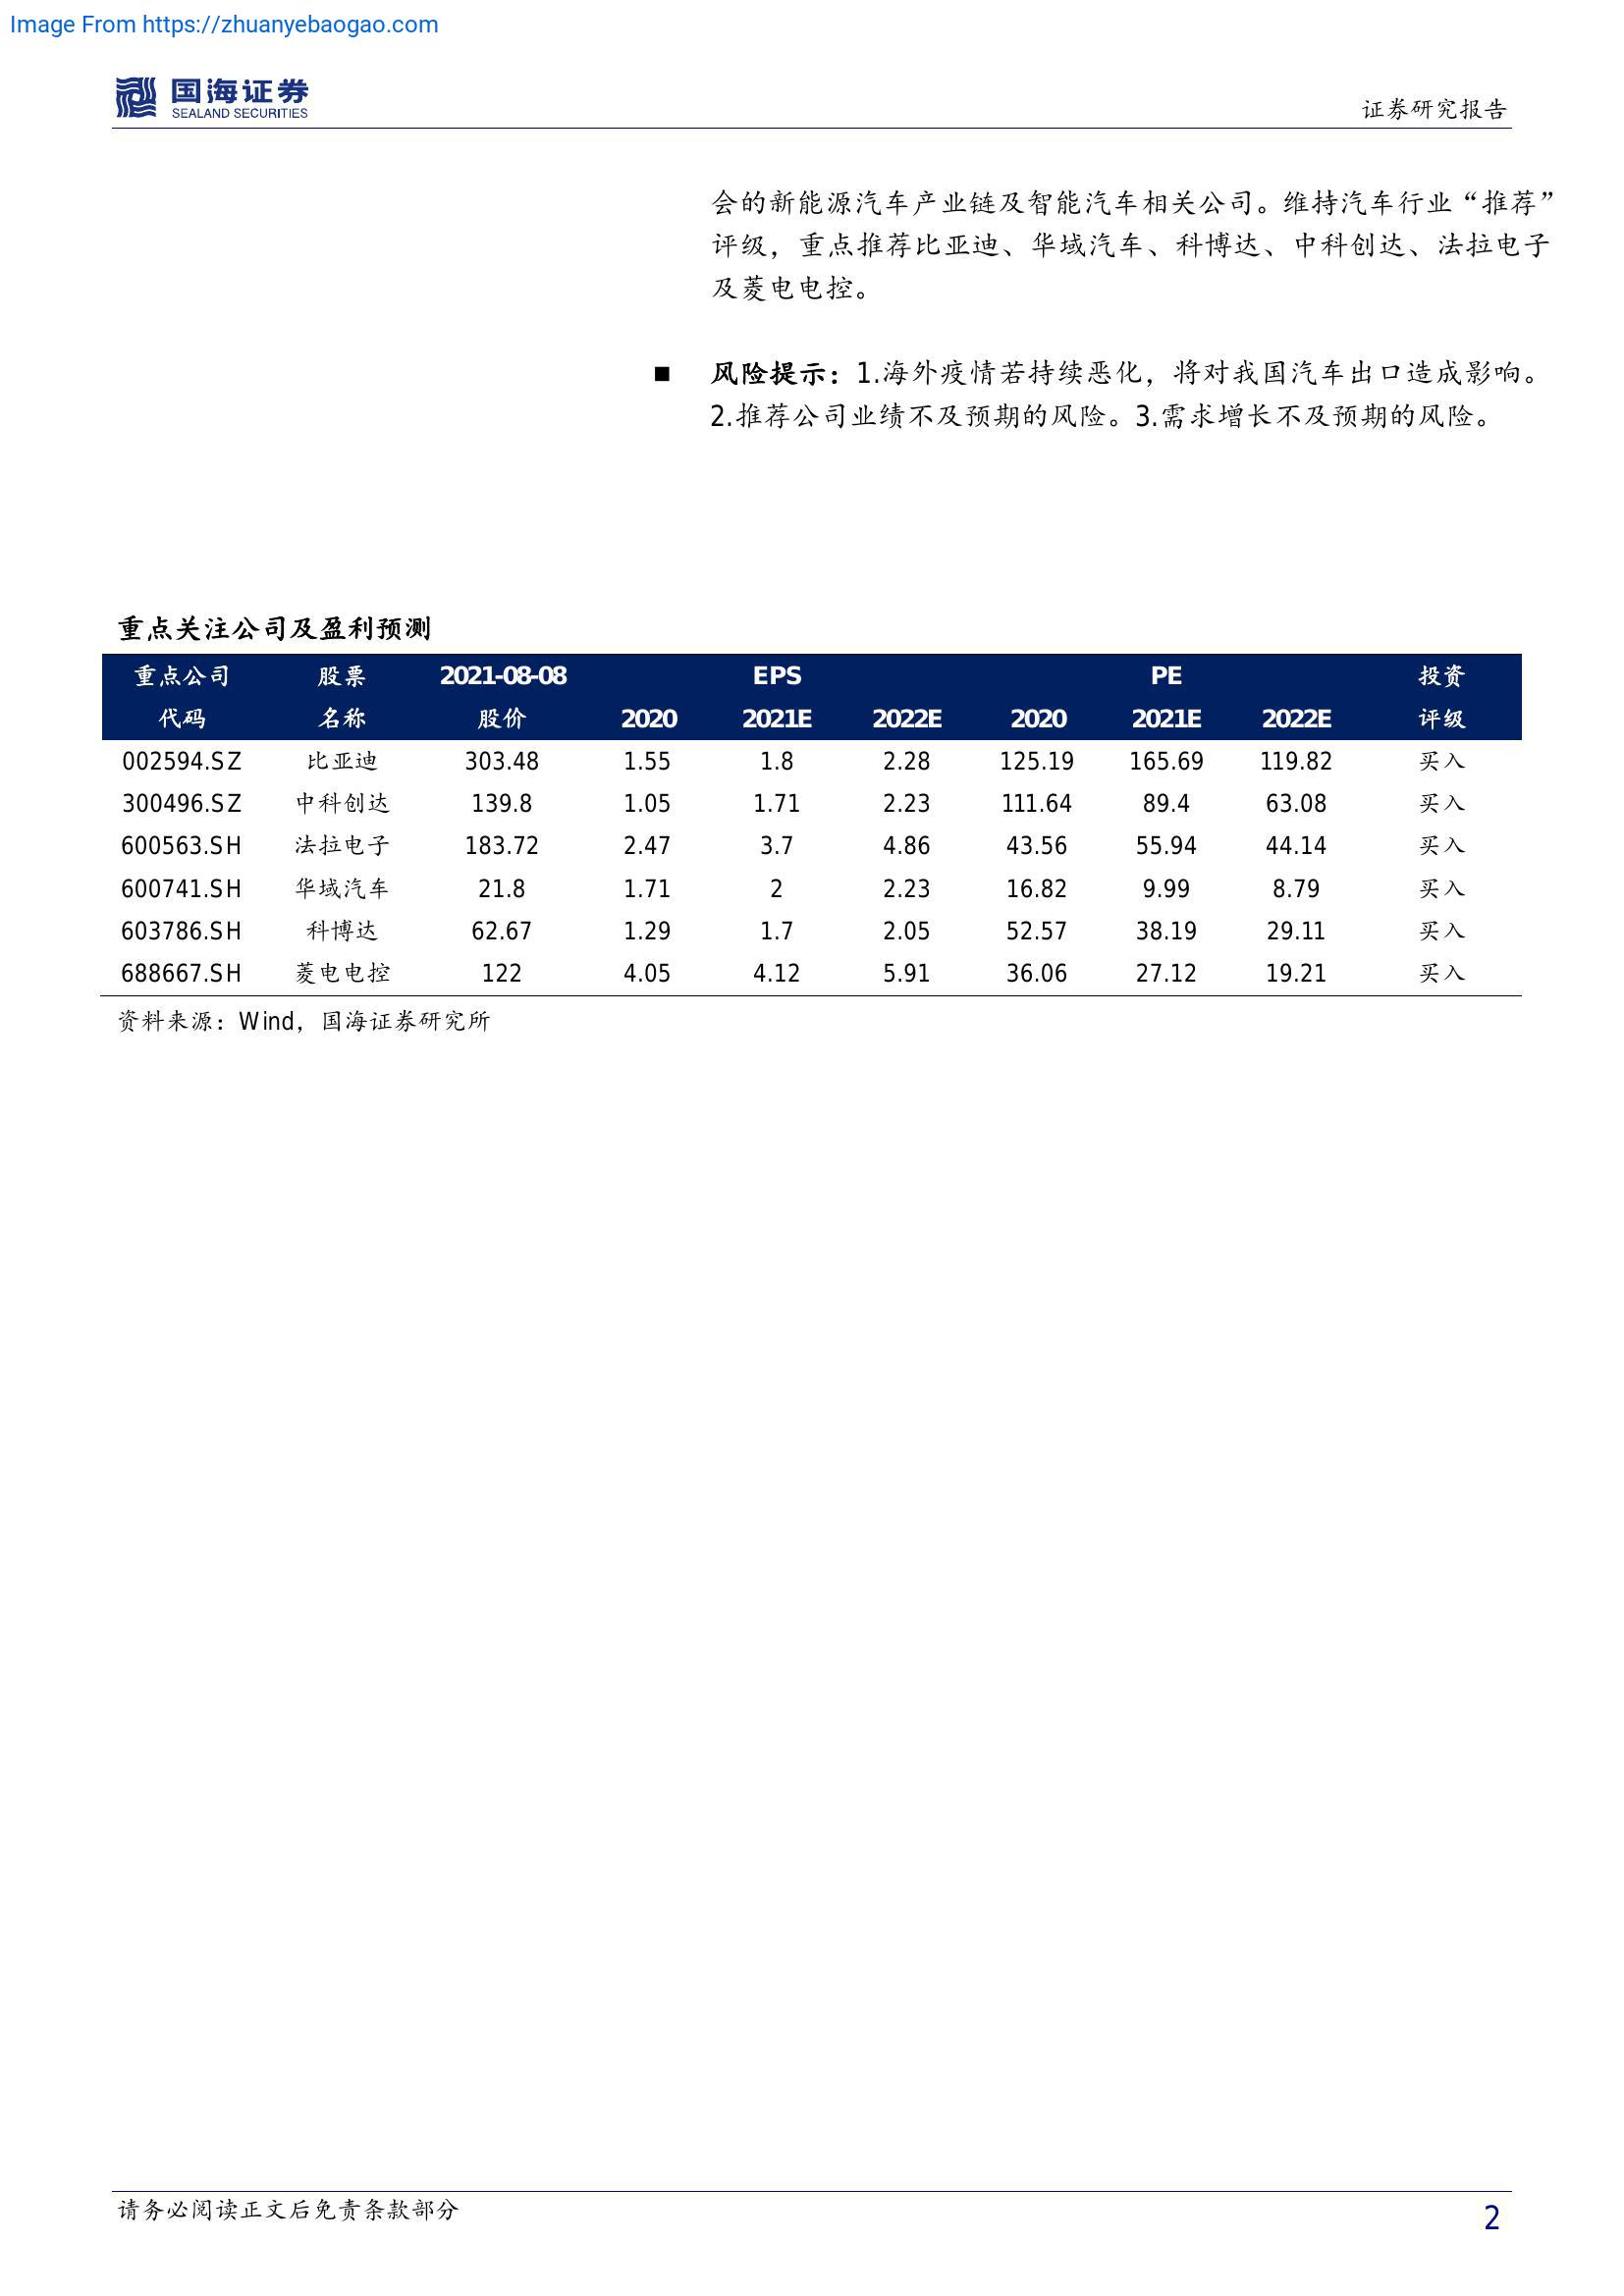 Image From https://zhuanyebaogao.com
国海证券
SEALAND SECURITIES
证券研究报告
会的新能源汽车产业链及智能汽车相关公司。维持汽车行业“推荐”
评级，重点推荐比亚迪、华域汽车、科博达、中科创达、法拉电子
及菱电电控。
■ 风险提示：1.海外疫情若持续恶化，将对我国汽车出口造成影响。
2.推荐公司业绩不及预期的风险。3.需求增长不及预期的风险。
重点关注公司及盈利预测
重点公司 股票 2021-08-08 EPS PE 投资
代码 名称 股价 2020 2021E 2022E 2020 2021E 2022E 评级
002594.SZ 比亚迪 303.48 1.55 1.8 2.28 125.19 165.69 119.82 买入
300496.SZ 中科创达 139.8 1.05 1.71 2.23 111.64 89.4 63.08 买入
600563.SH 法拉电子 183.72 2.47 3.7 4.86 43.56 55.94 44.14 买入
600741.SH 华域汽车 21.8 1.71 2 2.23 16.82 9.99 8.79 买入
603786.SH 科博达 62.67 1.29 1.7 2.05 52.57 38.19 29.11 买入
688667.SH 菱电电控 122 4.05 4.12 5.91 36.06 27.12 19.21 买入
资料来源：Wind，国海证券研究所
请务必阅读正文后免责条款部分
2